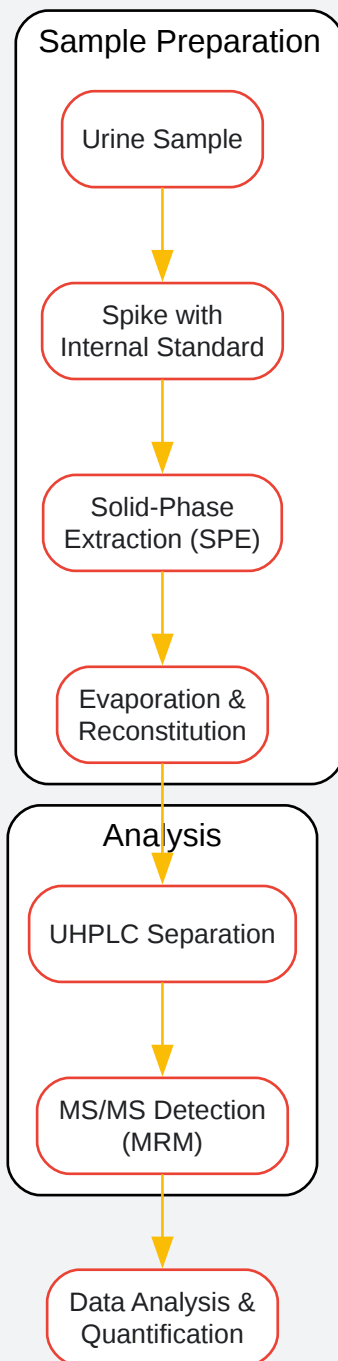 Sample Preparation
Urine Sample
Spike with
Internal Standard
Solid-Phase
Extraction (SPE)
Evaporation &
Reconstitution
Analysis
UHPLC Separation
MS/MS Detection
(MRM)
Data Analysis &
Quantification